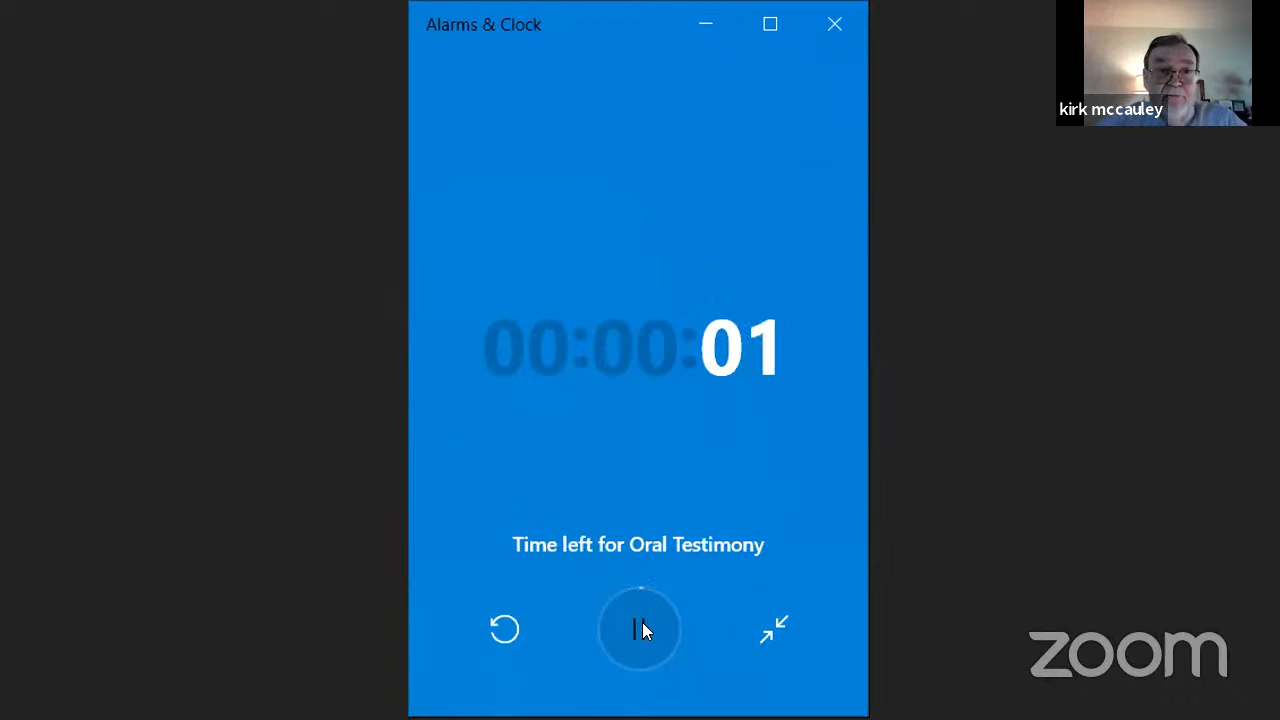 Alarms & Clock
kirk mccauley
00:00:01
Time left for Oral Testimony
zoom